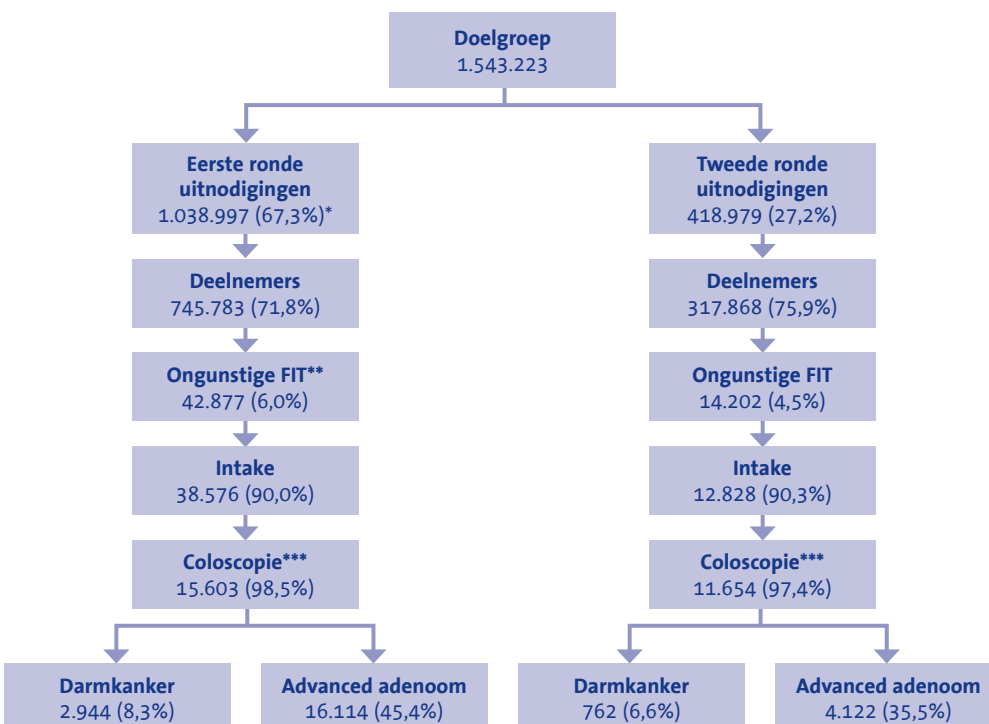 Doelgroep
1.543.223
Eerste ronde
uitnodigingen
1.038.997 (67,3%)*
Deelnemers
745.783 (71,8%)
Ongunstige FIT**
42.877 (6,0%)
Intake
38.576 (90,0%)
Coloscopie***
15.603 (98,5%)
Darmkanker
2.944 (8,3%)
Advanced adenoom
16.114 (45,4%)
Tweede ronde
uitnodigingen
418.979 (27,2%)
Deelnemers
317.868 (75,9%)
Ongunstige FIT
14.202 (4,5%)
Intake
12.828 (90,3%)
Coloscopie***
11.654 (97,4%)
Darmkanker
762 (6,6%)
Advanced adenoom
4.122 (35,5%)